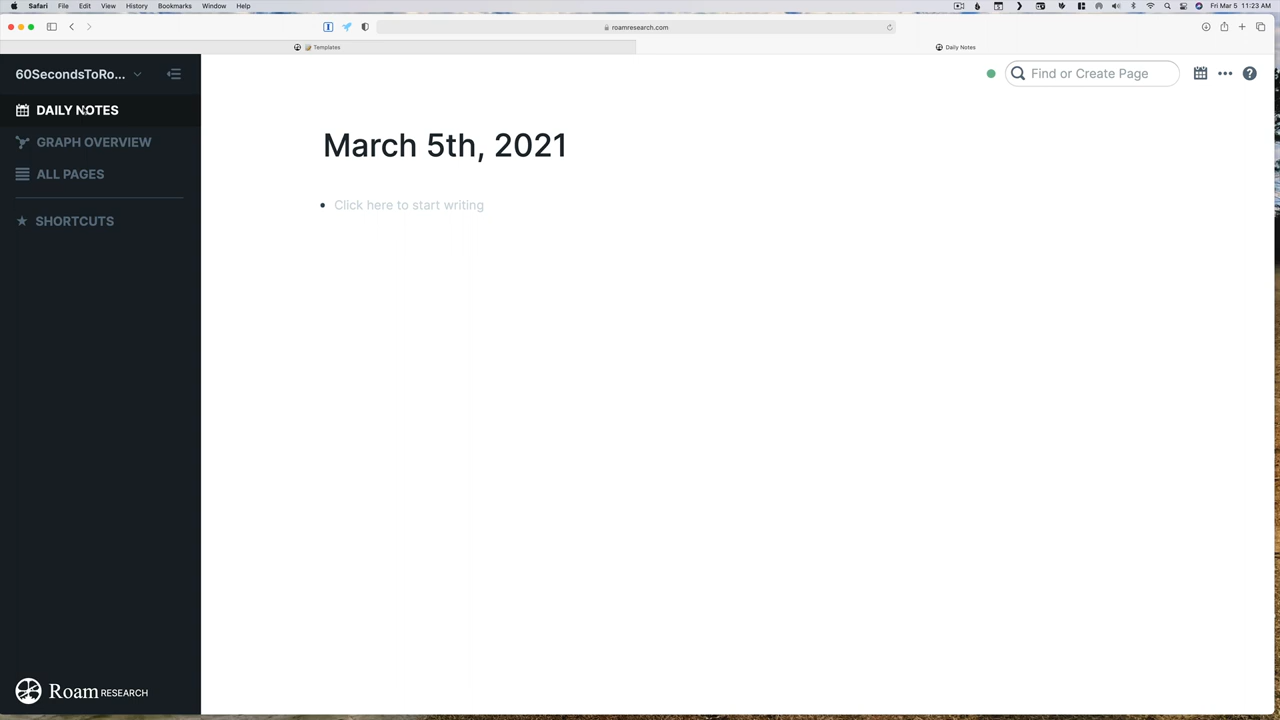 Safari File Edit View History Bookmarks Window Help Fri Mar 5 11:23 AM
roamresearch.com
Templates Daily Notes
60SecondsToRo...
Find or Create Page
DAILY NOTES
GRAPH OVERVIEW
ALL PAGES
SHORTCUTS
March 5th, 2021
Click here to start writing
Roam RESEARCH